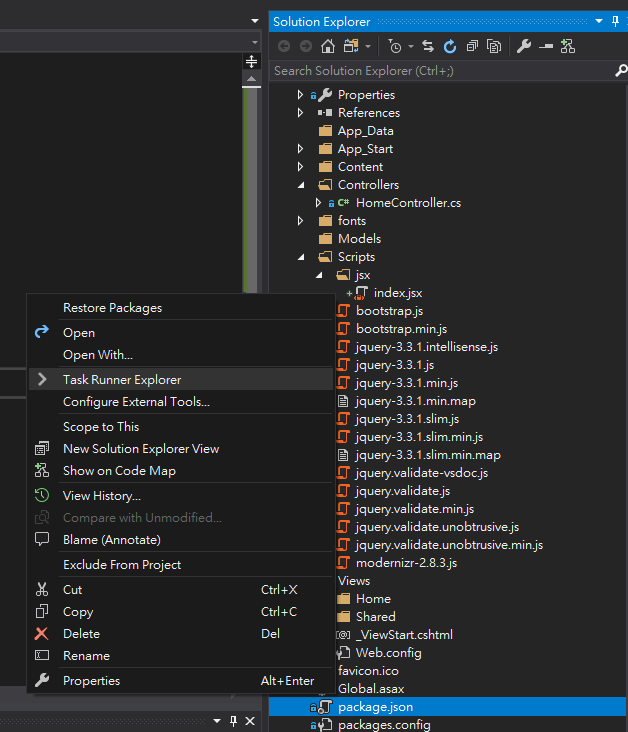 Solution Explorer
Search Solution Explorer (Ctrl+;)
Properties
References
App_Data
App_Start
Content
Controllers
C# HomeController.cs
fonts
Models
Scripts
jsx
index.jsx
bootstrap.js
bootstrap.min.js
jquery-3.3.1.intellisense.js
jquery-3.3.1.js
jquery-3.3.1.min.js
jquery-3.3.1.min.map
jquery-3.3.1.slim.js
jquery-3.3.1.slim.min.js
jquery-3.3.1.slim.min.map
jquery.validate-vsdoc.js
jquery.validate.js
jquery.validate.min.js
jquery.validate.unobtrusive.js
jquery.validate.unobtrusive.min.js
modernizr-2.8.3.js
Views
Home
Shared
_ViewStart.cshtml
Web.config
favicon.ico
Global.asax
package.json
packages.config
Restore Packages
Open
Open With...
Task Runner Explorer
Configure External Tools...
Scope to This
New Solution Explorer View
Show on Code Map
View History...
Compare with Unmodified...
Blame (Annotate)
Exclude From Project
Cut Ctrl+X
Copy Ctrl+C
Delete Del
Rename
Properties Alt+Enter